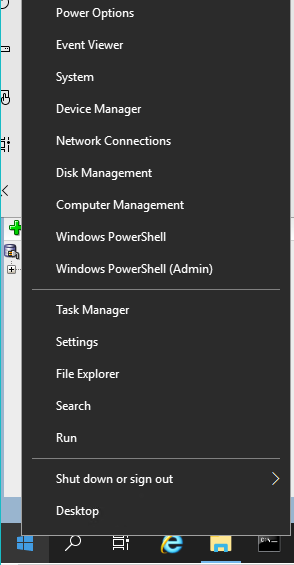 Power Options
Event Viewer
System
Device Manager
Network Connections
Disk Management
Computer Management
Windows PowerShell
Windows PowerShell (Admin)
Task Manager
Settings
File Explorer
Search
Run
Shut down or sign out
Desktop